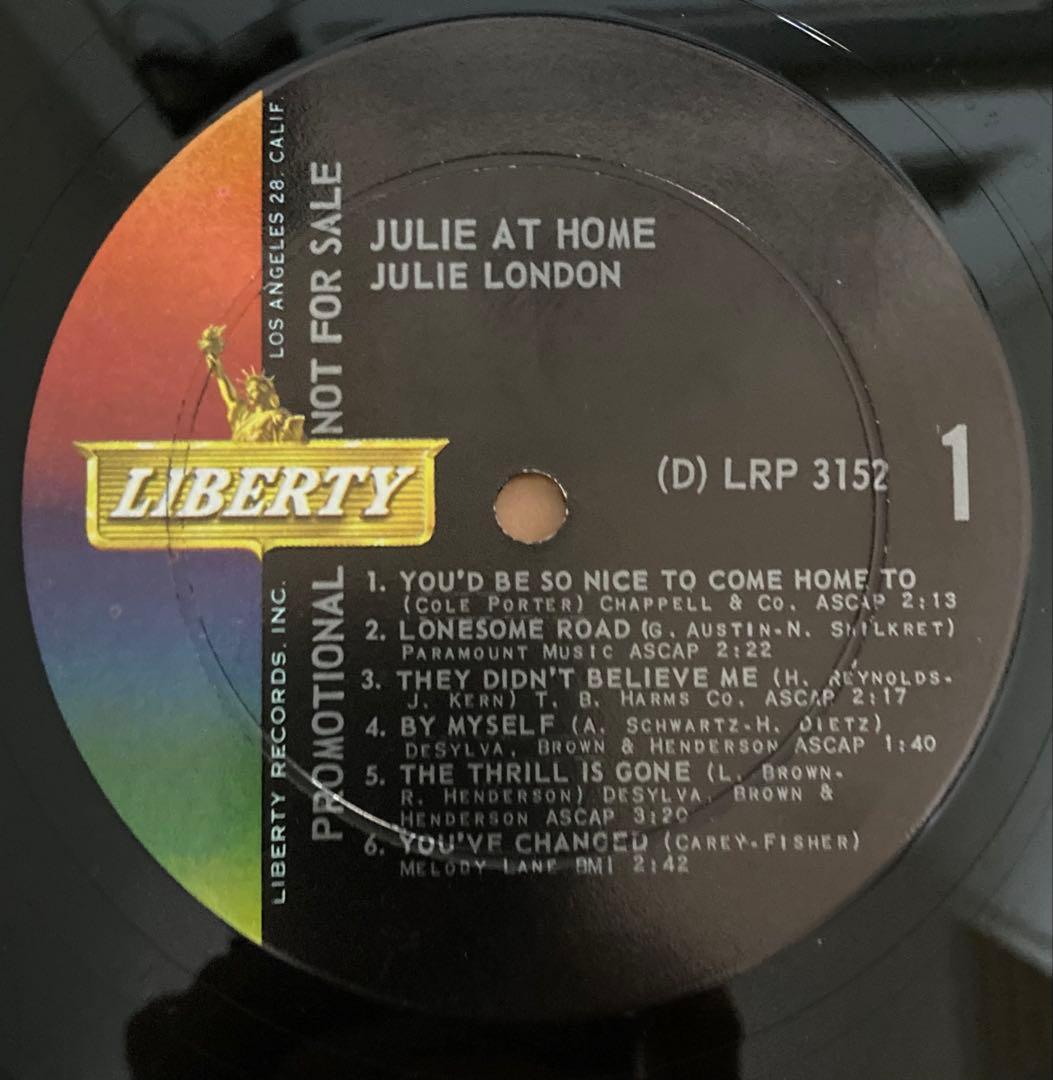 JULIE AT HOME
JULIE LONDON
LOS ANGELES 28, CALIF
LIBERTY RECORDS, INC.
PROMOTIONAL NOT FOR SALE
LIBERTY
(D) LRP 3152
1
1. YOU'D BE SO NICE TO COME HOME TO
(COLE PORTER) CHAPPELL & CO. ASCAP 2:13
2. LONESOME ROAD (G. AUSTIN-N. SHILKRET)
PARAMOUNT MUSIC ASCAP 2:22
3. THEY DIDN'T BELIEVE ME (H. REYNOLDS-
J. KERN) T. B. HARMS CO. ASCAP 2:17
4. BY MYSELF (A. SCHWARTZ-H. DIETZ)
DESYLVA, BROWN & HENDERSON ASCAP 1:40
5. THE THRILL IS GONE (L. BROWN-
R. HENDERSON) DESYLVA, BROWN &
HENDERSON ASCAP 3:20
6. YOU'VE CHANGED (CAREY-FISHER)
MELODY LANE BMI 2:42